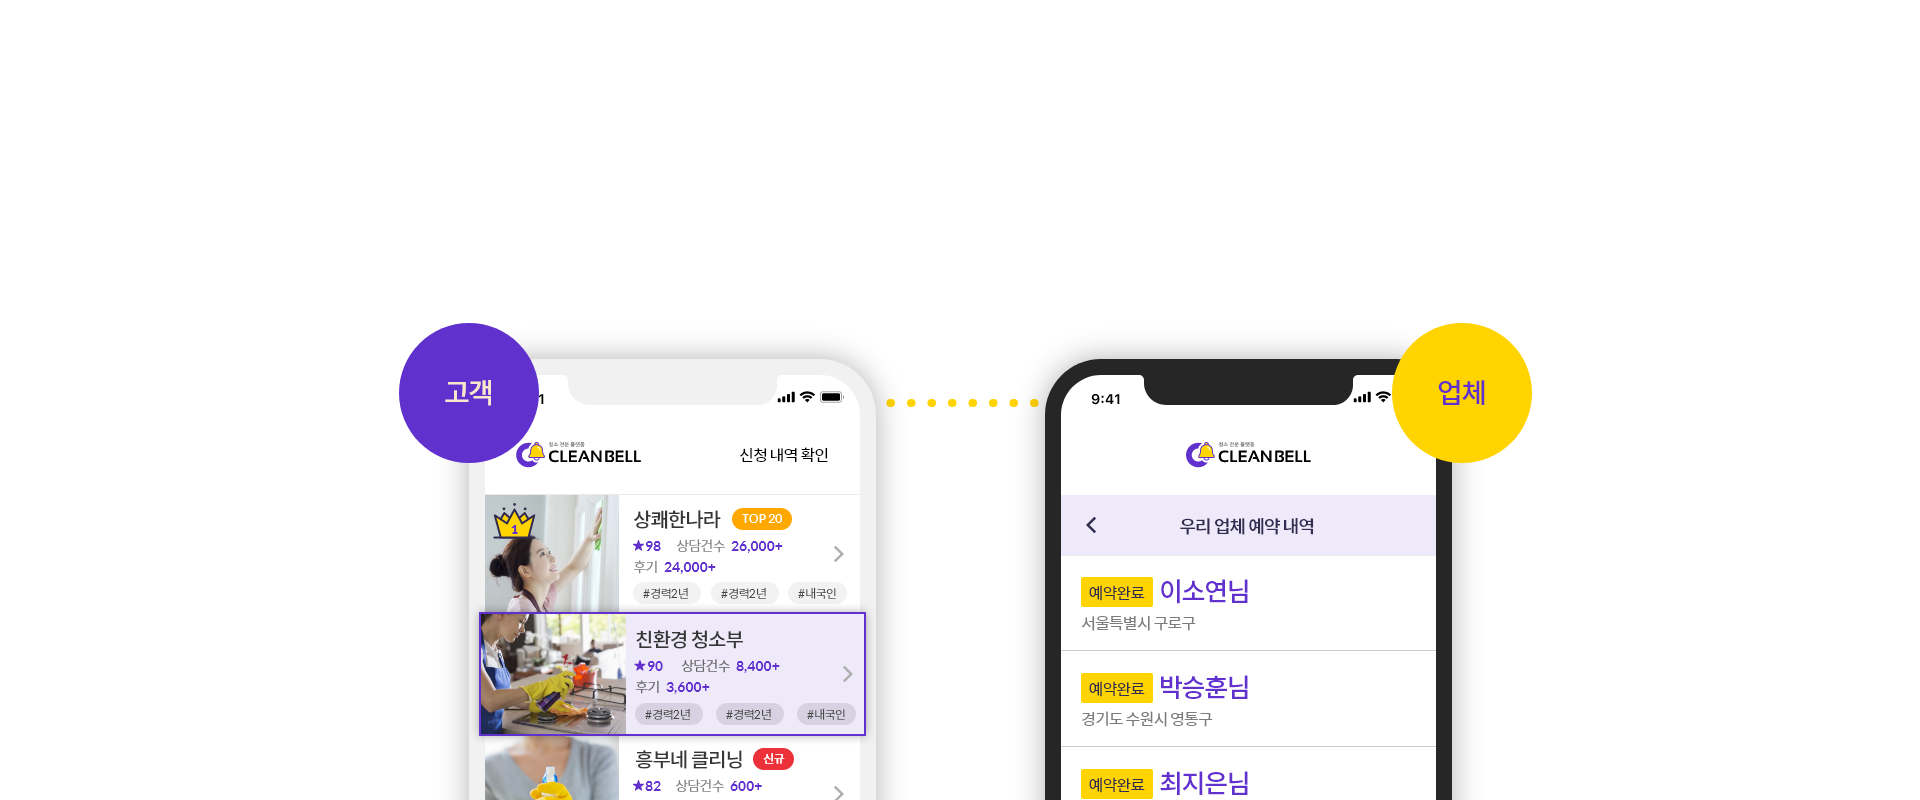 고객
1
청소 전문 플랫폼
CLEANBELL
신청 내역 확인
1
상쾌한나라 TOP 20
★98 상담건수 26,000+
후기 24,000+
#경력2년 #경력2년 #내국인
친환경 청소부
★90 상담건수 8,400+
후기 3,600+
#경력2년 #경력2년 #내국인
흥부네 클리닝 신규
★82 상담건수 600+
업체
9:41
청소 전문 플랫폼
CLEANBELL
우리 업체 예약 내역
예약완료 이소연님
서울특별시 구로구
예약완료 박승훈님
경기도 수원시 영통구
예약완료 최지은님